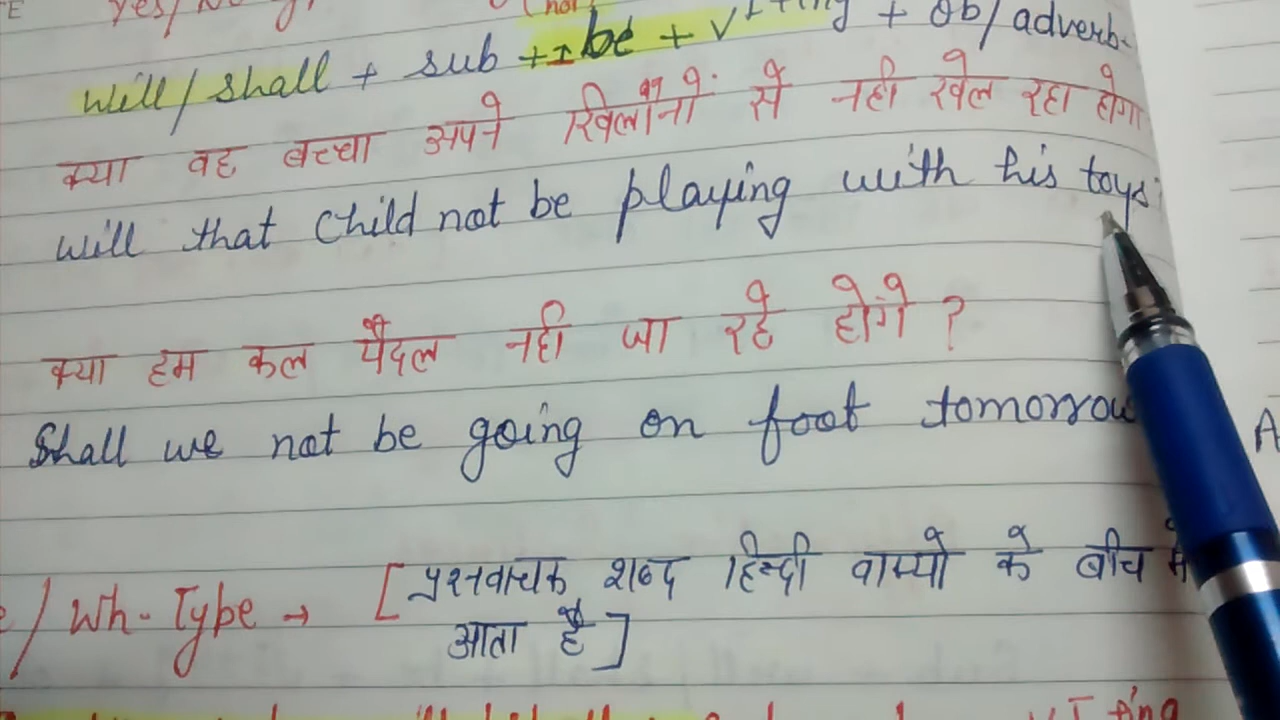 Yes/No
(not)
Will/Shall + Sub + be + V I + ing + Ob/adverb.
क्या वह बच्चा अपने खिलौनों से नही खेल रहा होगा
Will that child not be playing with his toys
क्या हम कल पैदल नही जा रहे होगें ?
Shall we not be going on foot tomorrow
/ Wh-Type → [प्रश्नवाचक शब्द हिन्दी वाक्यो के बीच मे
आता है]